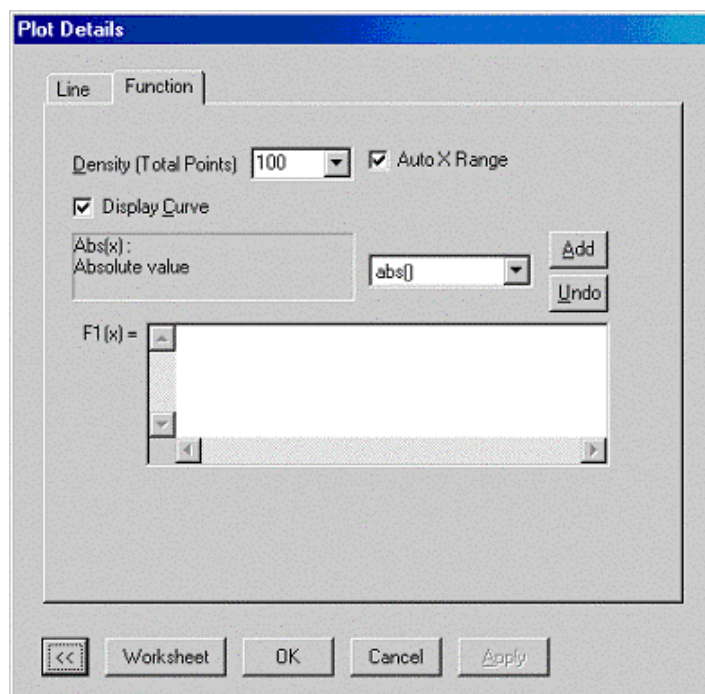 Plot Details
Line
Function
Density (Total Points)
100
Auto X Range
Display Curve
Abs(x) :
Absolute value
abs()
Add
Undo
F1(x) =
<<
Worksheet
OK
Cancel
Apply